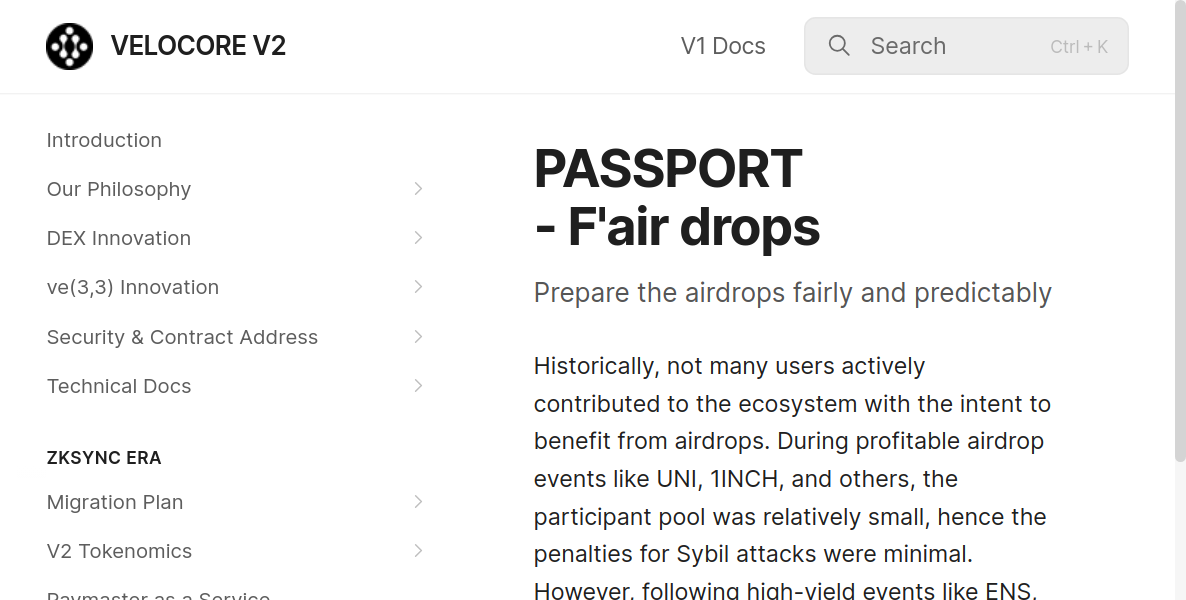 VELOCORE V2
V1 Docs
Search
Ctrl + K
Introduction
Our Philosophy
DEX Innovation
ve(3,3) Innovation
Security & Contract Address
Technical Docs
ZKSYNC ERA
Migration Plan
V2 Tokenomics
Paymaster as a Service
PASSPORT
- F'air drops
Prepare the airdrops fairly and predictably
Historically, not many users actively
contributed to the ecosystem with the intent to
benefit from airdrops. During profitable airdrop
events like UNI, 1INCH, and others, the
participant pool was relatively small, hence the
penalties for Sybil attacks were minimal.
However, following high-yield events like ENS,